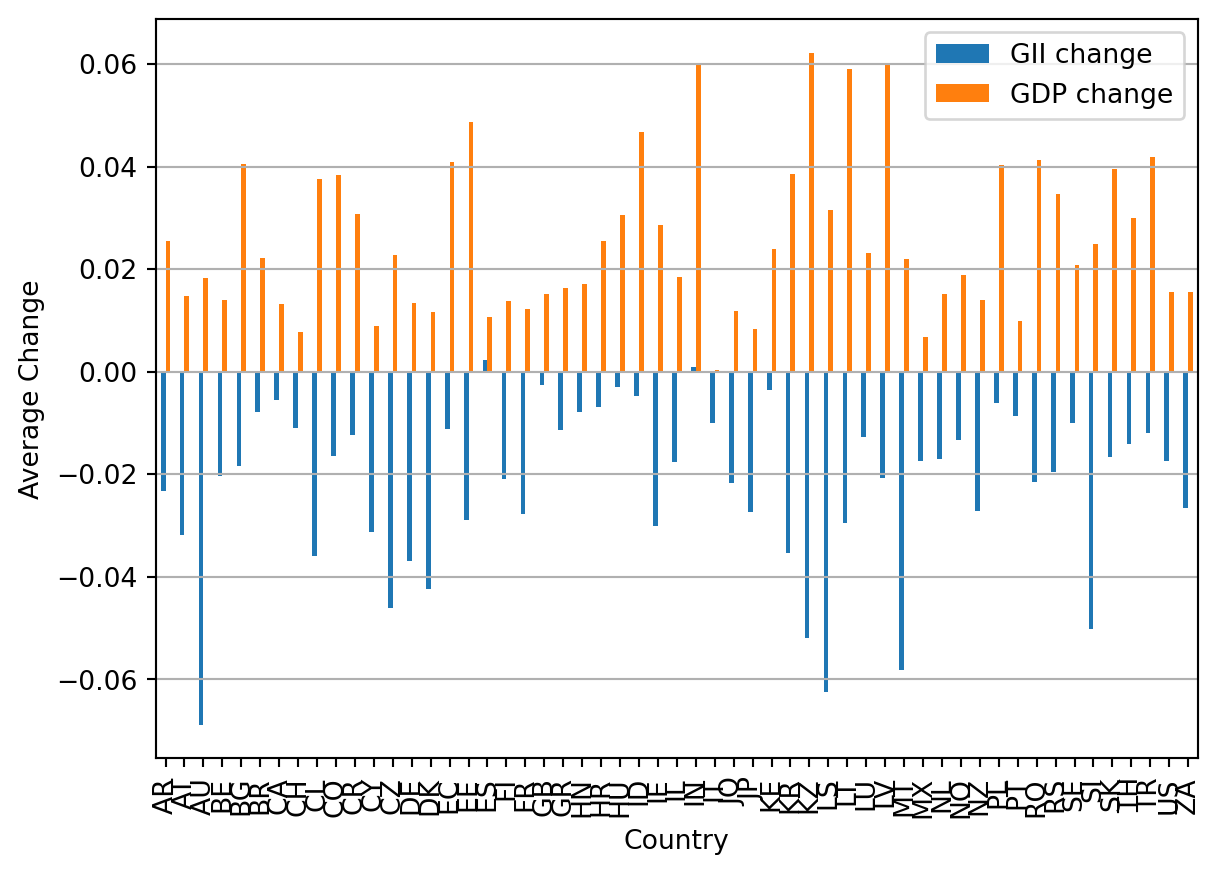 GII change
GDP change
0.06
0.04
0.02
0.00
−0.02
−0.04
−0.06
Average Change
AR AT AU BE BG BR CA CH CL CO CR CY CZ DE DK EC EE ES FI FR GB GR HN HR HU ID IE IL IN IT JO JP KE KR KZ LS LT LU LV MT MX NL NO NZ PL PT RO RS SE SI SK TH TR US ZA
Country